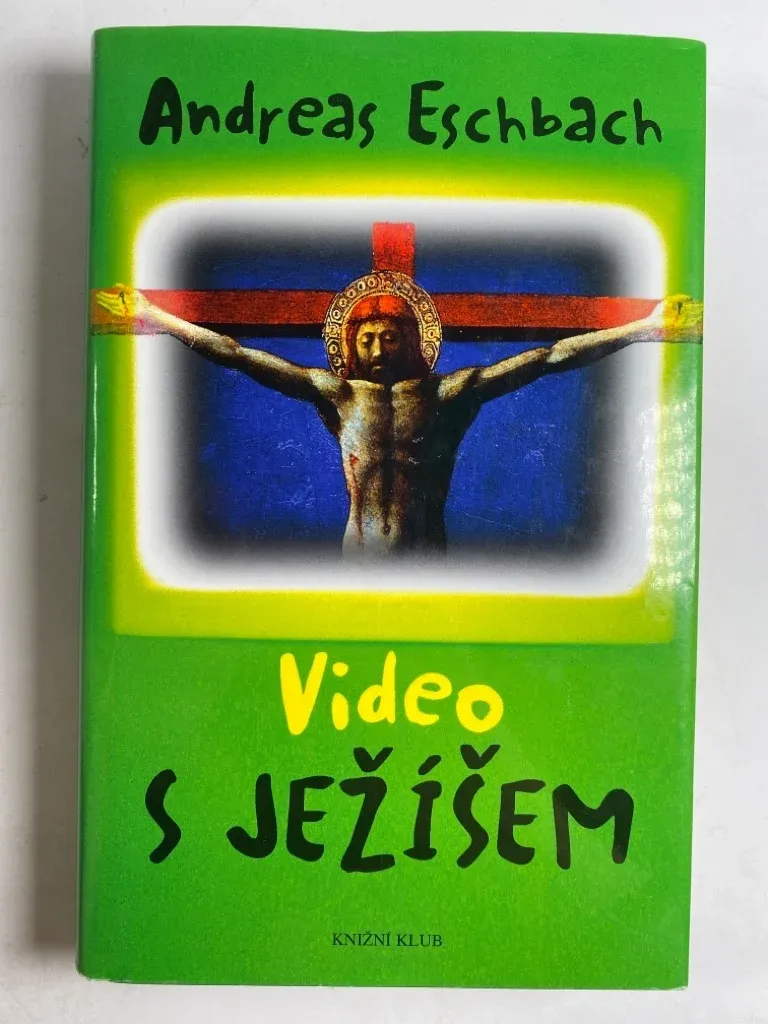 Andreas Eschbach
Video
S JEŽÍŠEM
KNIŽNÍ KLUB